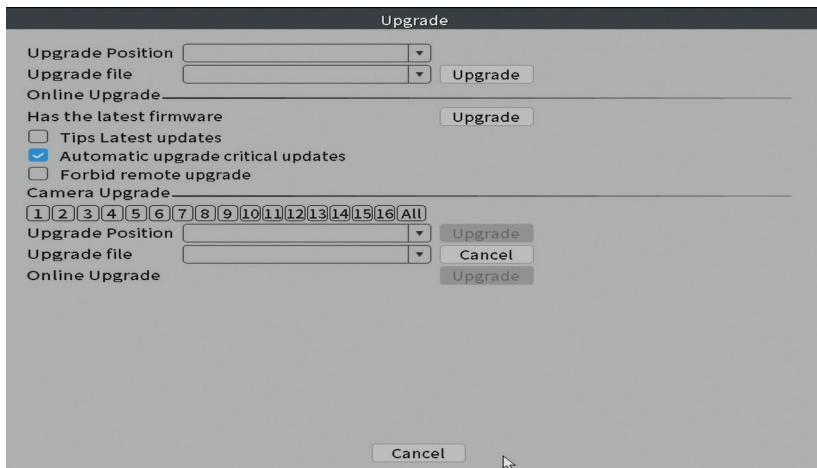 Upgrade
Upgrade Position
Upgrade file Upgrade
Online Upgrade
Has the latest firmware Upgrade
Tips Latest updates
Automatic upgrade critical updates
Forbid remote upgrade
Camera Upgrade
1 2 3 4 5 6 7 8 9 10 11 12 13 14 15 16 All
Upgrade Position Upgrade
Upgrade file Cancel
Online Upgrade Upgrade
Cancel